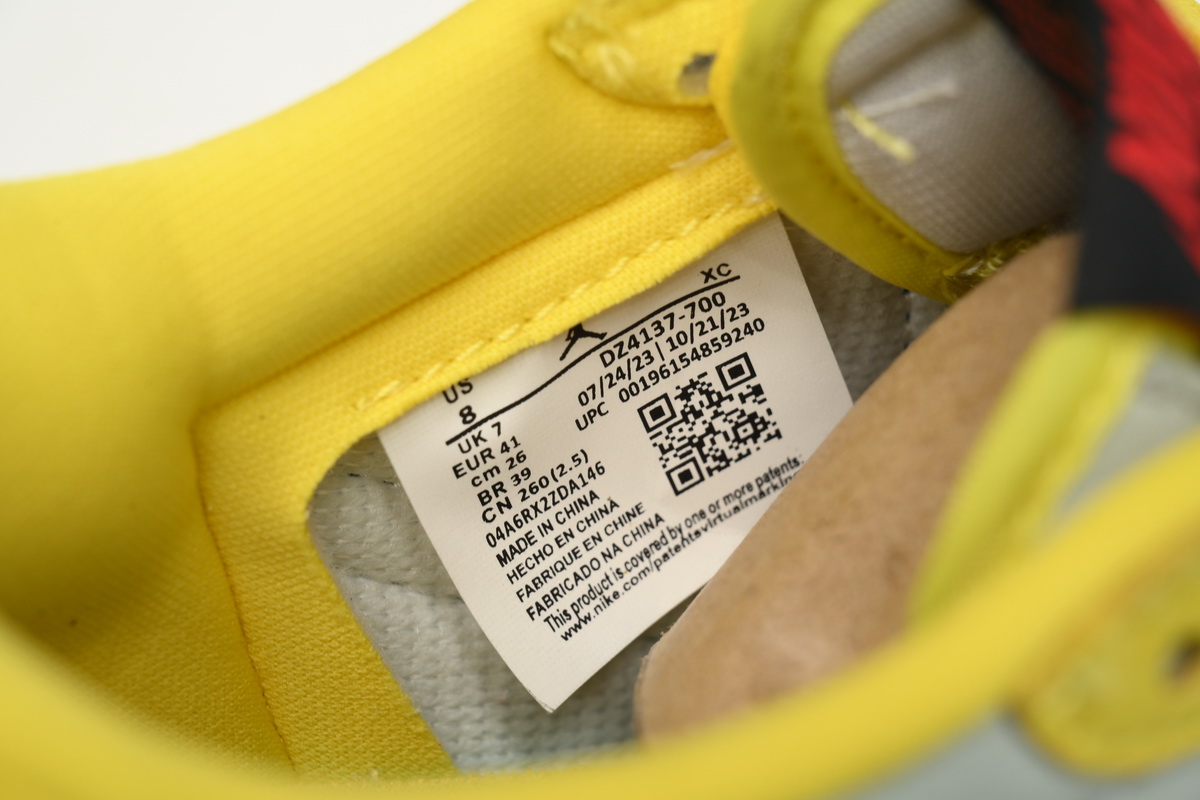 XC
US
8
DZ4137-700
07/24/23 | 10/21/23
UPC 00196154859240
UK 7
EUR 41
cm 26
BR 39
CN 260 (2.5)
04A6RX2ZDA146
MADE IN CHINA
HECHO EN CHINA
FABRIQUE EN CHINE
FABRICADO NA CHINA
This product is covered by one or more patents:
www.nike.com/patentsvirtualmarking